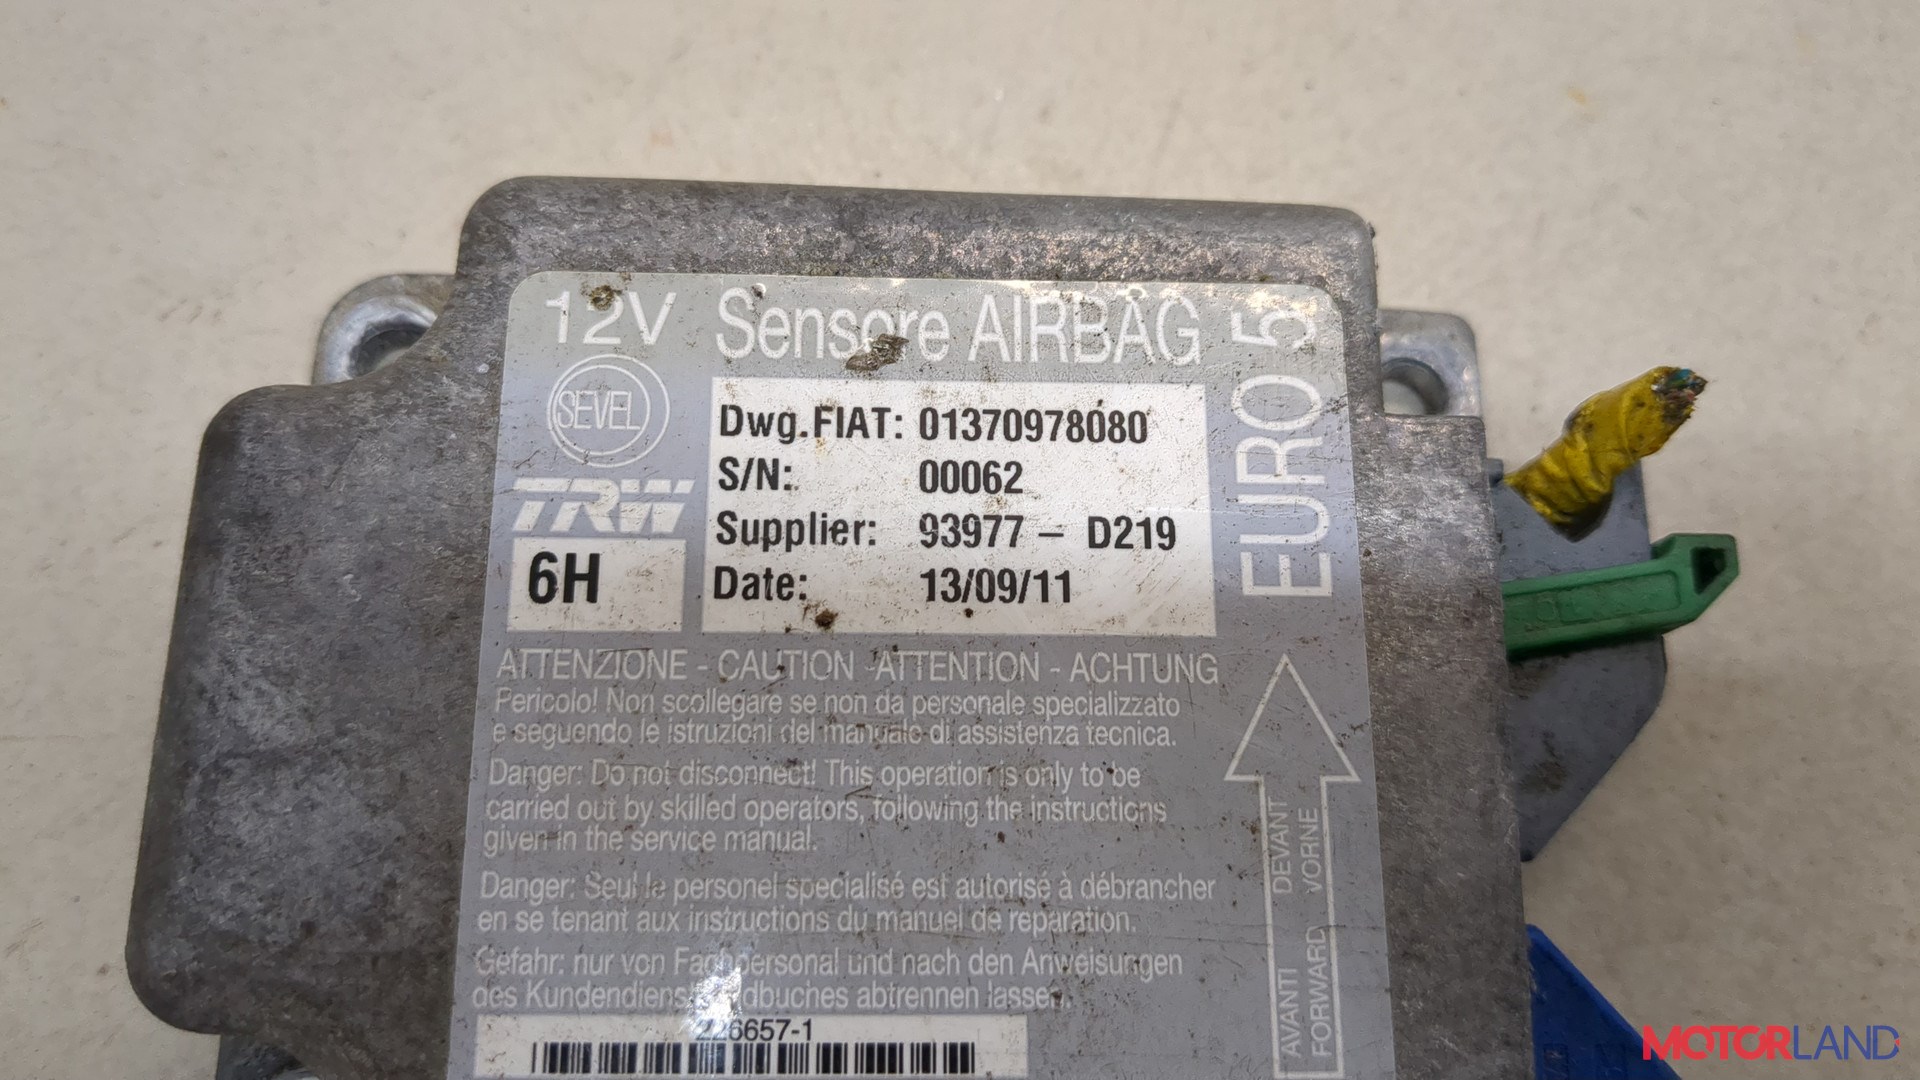 12V Sensore AIRBAG
SEVEL
TRW
6H
Dwg.FIAT: 01370978080
S/N: 00062
Supplier: 93977 - D219
Date: 13/09/11
EURO 5
ATTENZIONE - CAUTION -ATTENTION - ACHTUNG
Pericolo! Non scollegare se non da personale specializzato
e seguendo le istruzioni del manuale di assistenza tecnica.
Danger: Do not disconnect! This operation is only to be
carried out by skilled operators, following the instructions
given in the service manual.
Danger: Seul le personel specialisé est autorisé à débrancher
en se tenant aux instructions du manuel de reparation.
Gefahr: nur von Fachpersonal und nach den Anweisungen
des abtrennen lassen.
AVANTI DEVANT
FORWARD VORNE
226657-1
MOTORLAND